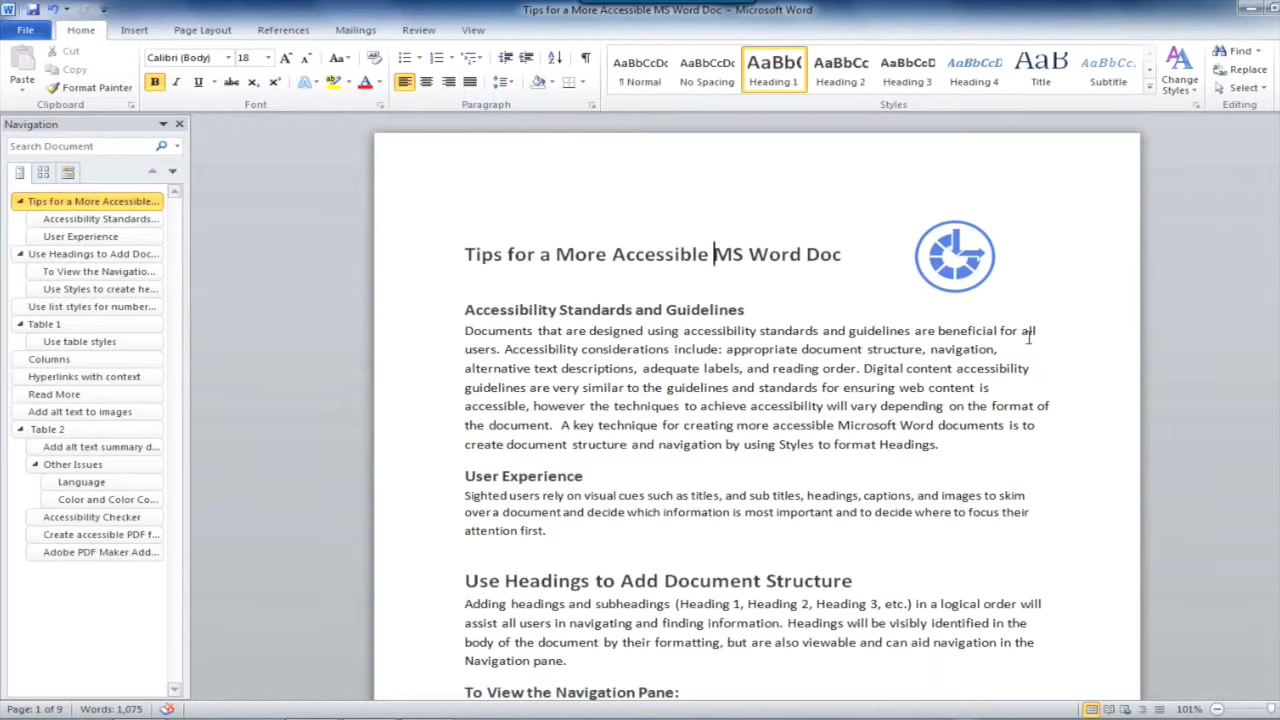 Tips for a More Accessible MS Word Doc - Microsoft Word
File Home Insert Page Layout References Mailings Review View
Cut
Copy
Format Painter
Paste
Clipboard
Calibri (Body) 18
Font
Paragraph
AaBbCcDc AaBbCcDc AaBbC AaBbCc AaBbCcD AaBbCcD AaB AaBbCc.
¶ Normal No Spacing Heading 1 Heading 2 Heading 3 Heading 4 Title Subtitle
Styles
Change
Styles
Find
Replace
Select
Editing
Navigation
Search Document
Tips for a More Accessible...
Accessibility Standards...
User Experience
Use Headings to Add Doc...
To View the Navigatio...
Use Styles to create he...
Use list styles for number...
Table 1
Use table styles
Columns
Hyperlinks with context
Read More
Add alt text to images
Table 2
Add alt text summary d...
Other Issues
Language
Color and Color Co...
Accessibility Checker
Create accessible PDF f...
Adobe PDF Maker Add...
Tips for a More Accessible MS Word Doc
Accessibility Standards and Guidelines
Documents that are designed using accessibility standards and guidelines are beneficial for all
users. Accessibility considerations include: appropriate document structure, navigation,
alternative text descriptions, adequate labels, and reading order. Digital content accessibility
guidelines are very similar to the guidelines and standards for ensuring web content is
accessible, however the techniques to achieve accessibility will vary depending on the format of
the document. A key technique for creating more accessible Microsoft Word documents is to
create document structure and navigation by using Styles to format Headings.
User Experience
Sighted users rely on visual cues such as titles, and sub titles, headings, captions, and images to skim
over a document and decide which information is most important and to decide where to focus their
attention first.
Use Headings to Add Document Structure
Adding headings and subheadings (Heading 1, Heading 2, Heading 3, etc.) in a logical order will
assist all users in navigating and finding information. Headings will be visibly identified in the
body of the document by their formatting, but are also viewable and can aid navigation in the
Navigation pane.
To View the Navigation Pane:
Page: 1 of 9 Words: 1,075 101%